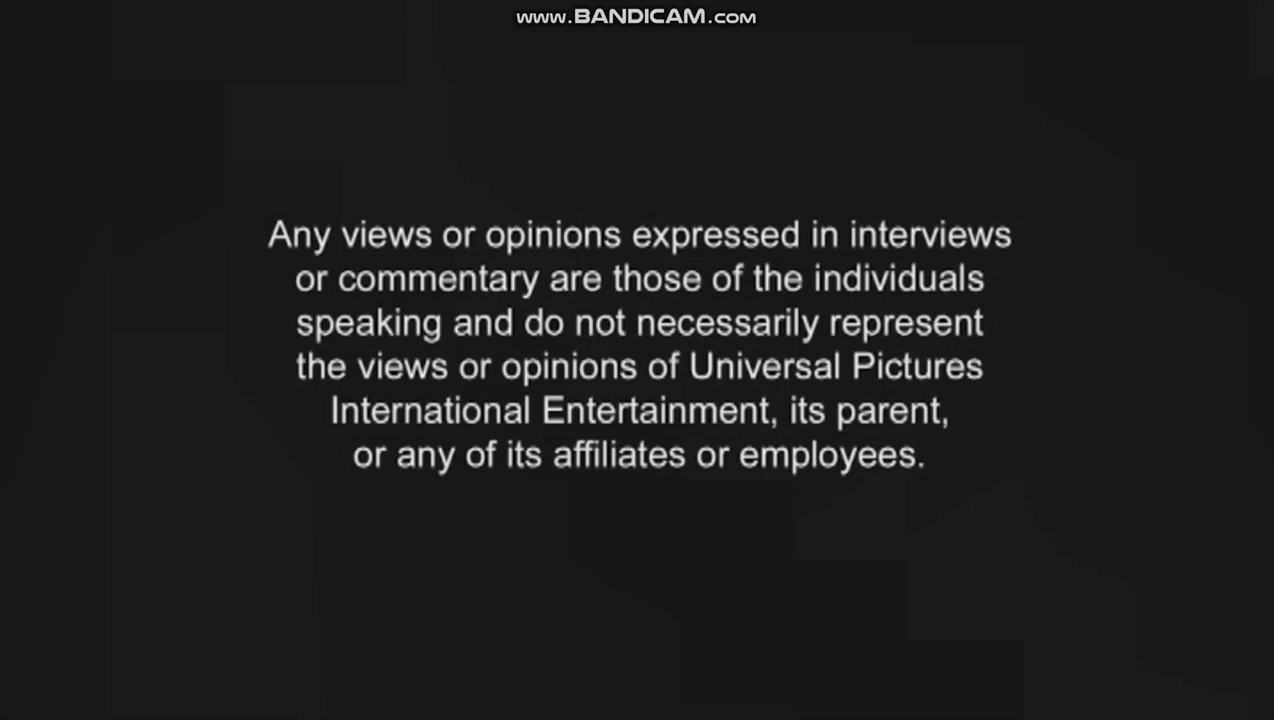 www.BANDICAM.com
Any views or opinions expressed in interviews
or commentary are those of the individuals
speaking and do not necessarily represent
the views or opinions of Universal Pictures
International Entertainment, its parent,
or any of its affiliates or employees.